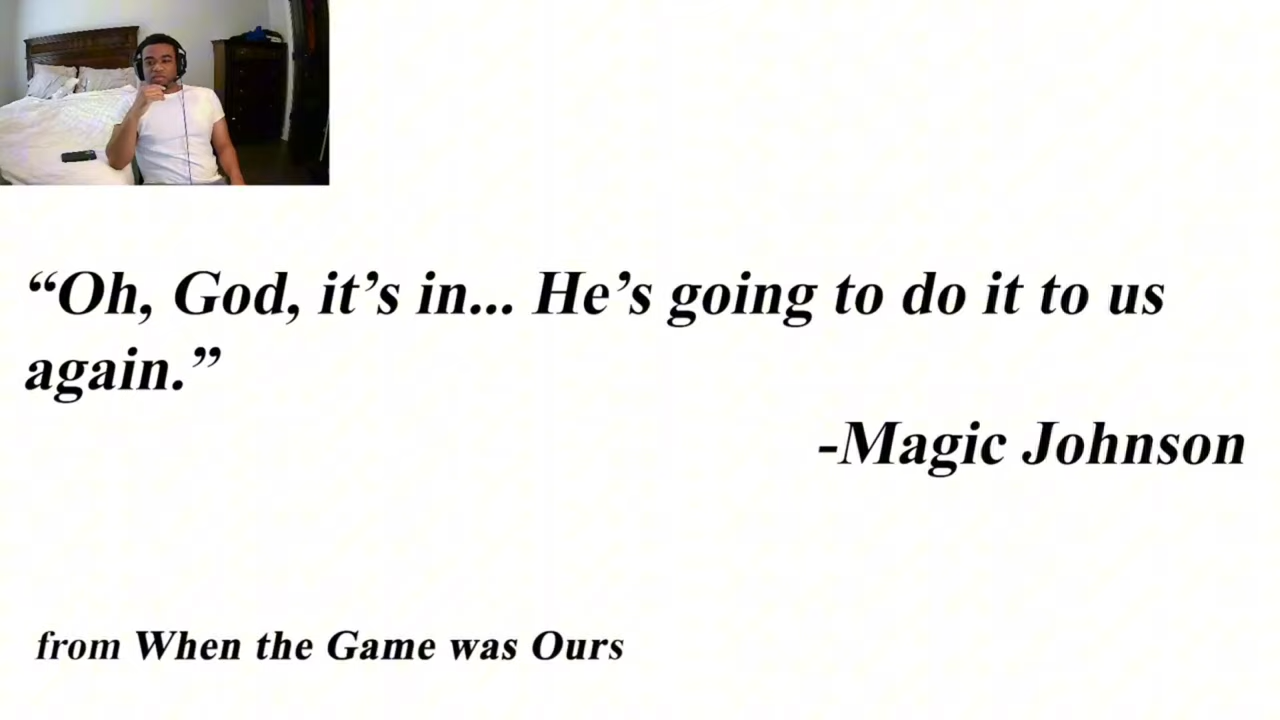 “Oh, God, it’s in... He’s going to do it to us
again.”
-Magic Johnson
from When the Game was Ours